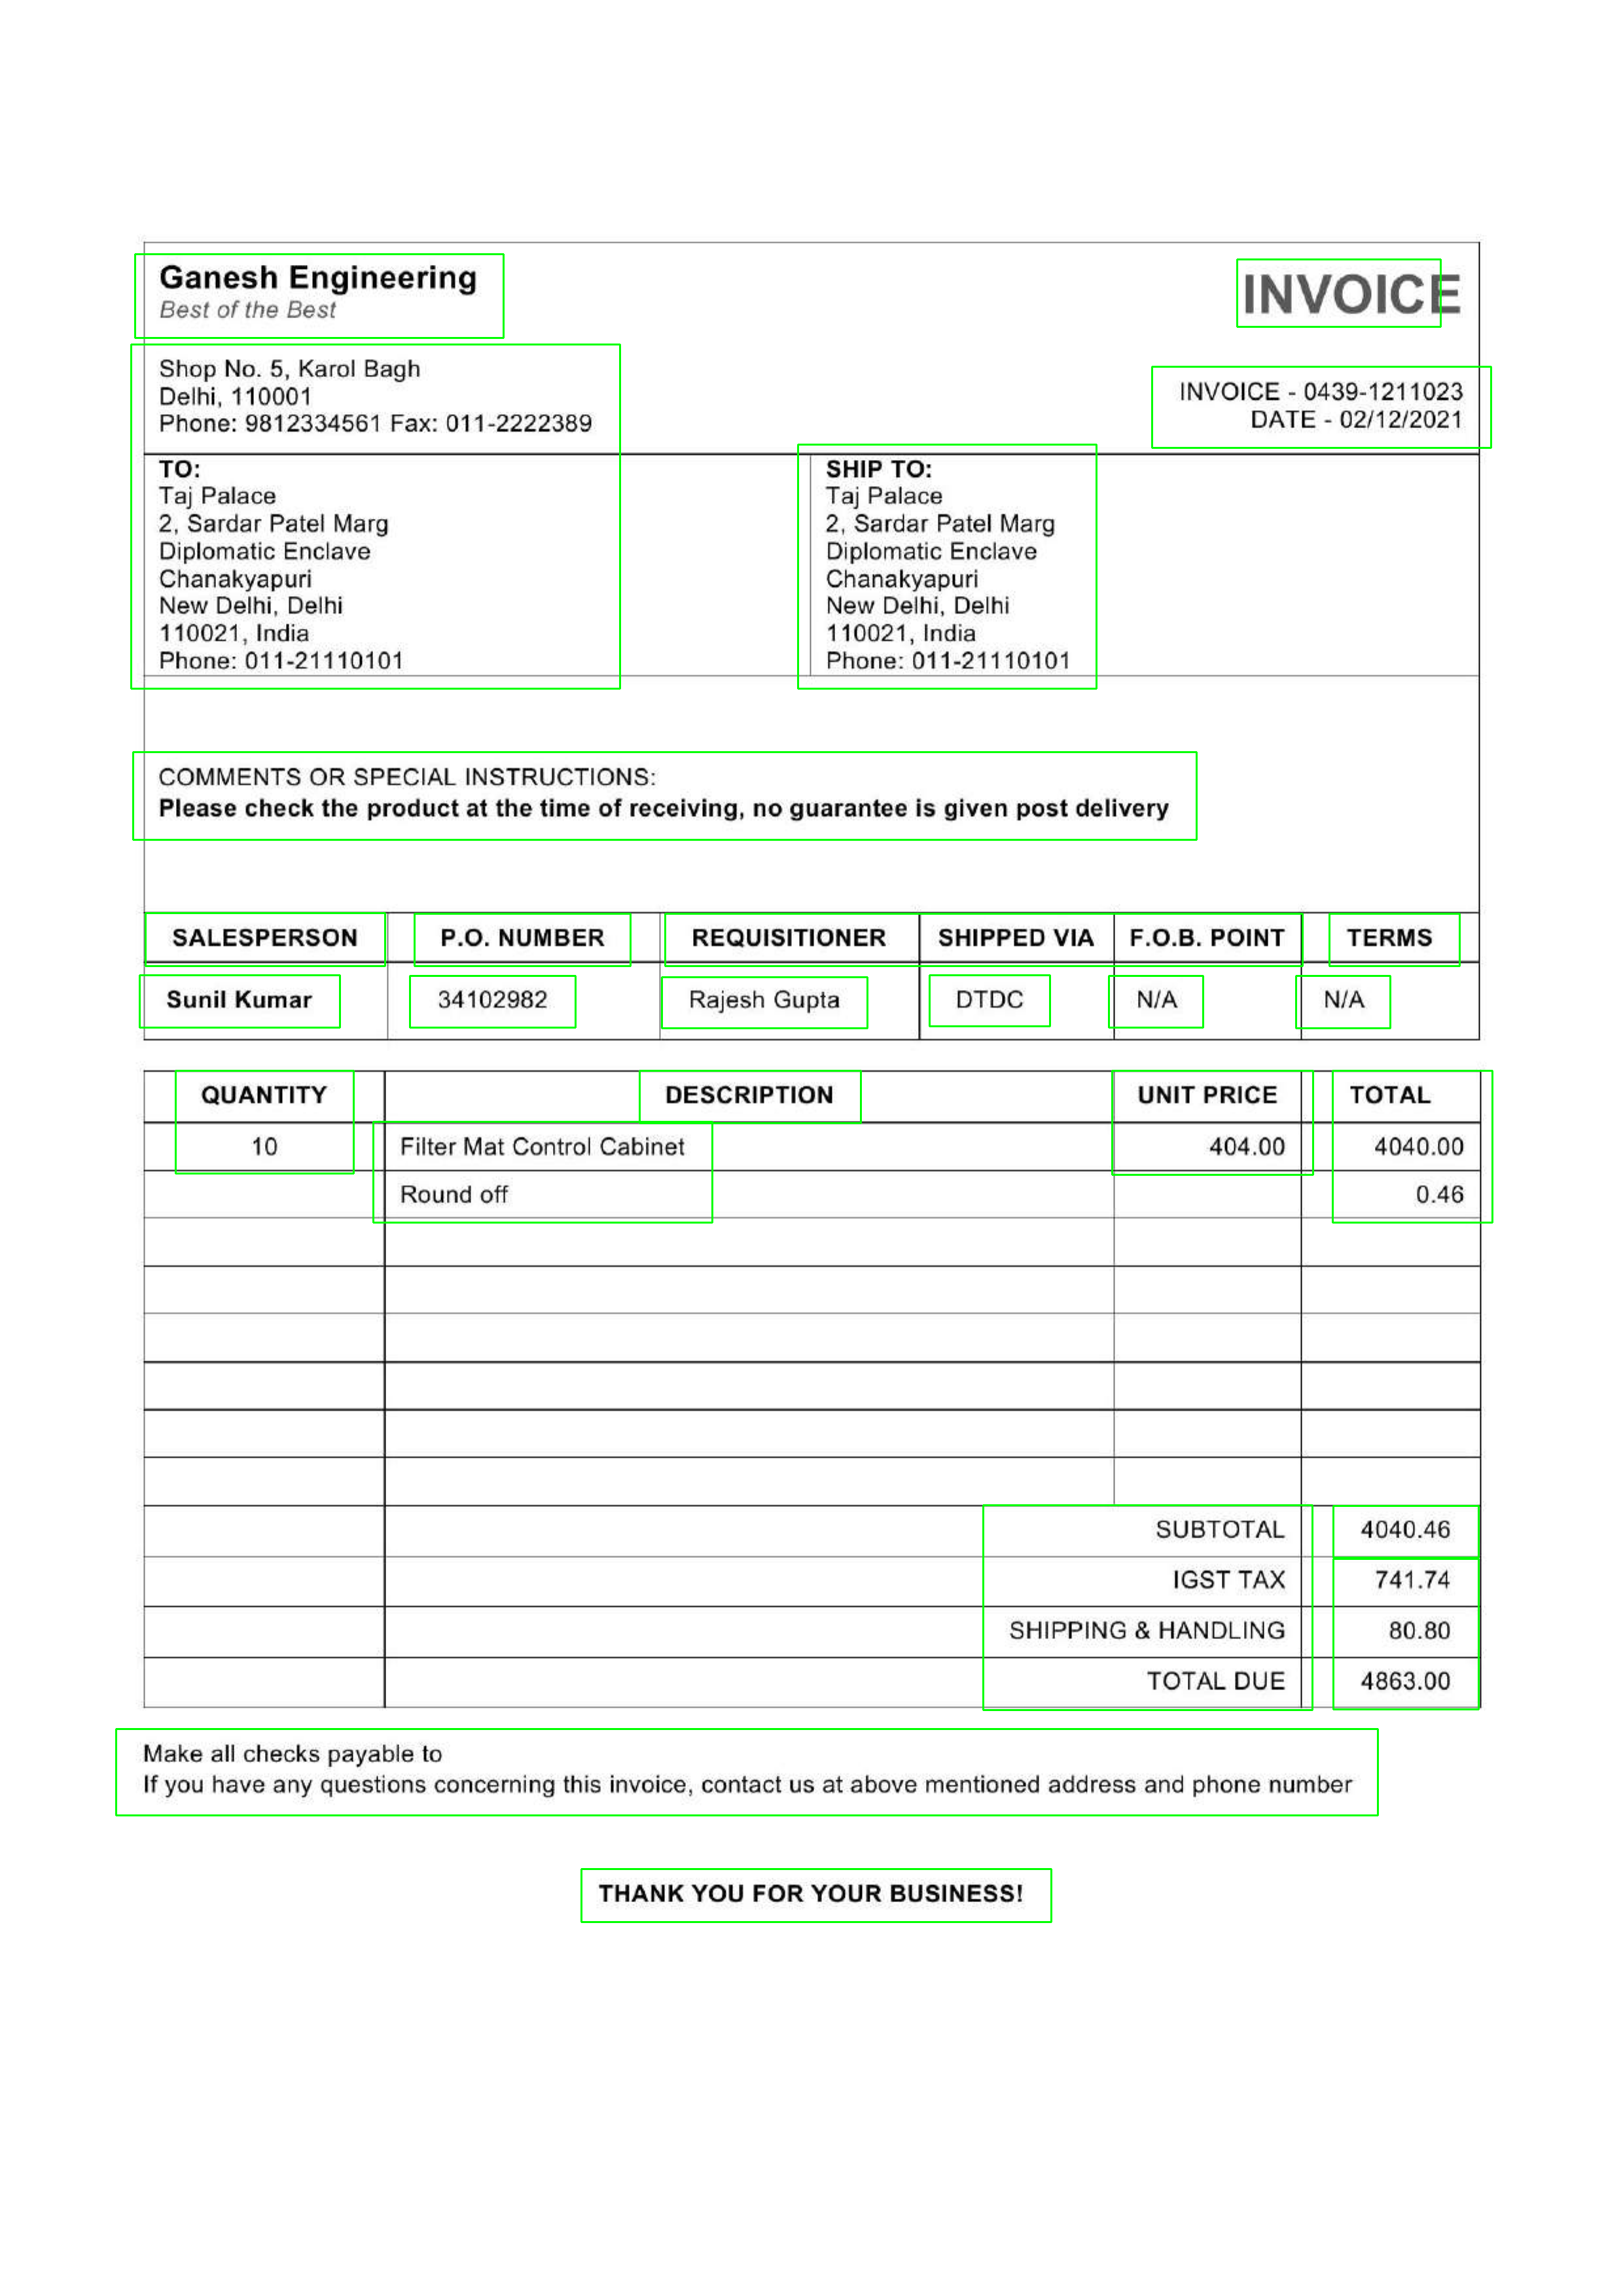 Ganesh Engineering
INVOICE
Best of the Best
Shop No. 5, Karol Bagh
Delhi, 110001
Phone: 9812334561 Fax: 011-2222389
INVOICE - 0439-1211023
DATE - 02/12/2021
TO:
Taj Palace
2, Sardar Patel Marg
Diplomatic Enclave
Chanakyapuri
New Delhi, Delhi
110021, India
Phone: 011-21110101
SHIP TO:
Taj Palace
2, Sardar Patel Marg
Diplomatic Enclave
Chanakyapuri
New Delhi, Delhi
110021, India
Phone: 011-21110101
COMMENTS OR SPECIAL INSTRUCTIONS:
Please check the product at the time of receiving, no guarantee is given post delivery
SALESPERSON P.O. NUMBER REQUISITIONER SHIPPED VIA F.O.B. POINT TERMS
Sunil Kumar 34102982 Rajesh Gupta DTDC N/A N/A
QUANTITY DESCRIPTION UNIT PRICE TOTAL
10 Filter Mat Control Cabinet 404.00 4040.00
Round off 0.46
SUBTOTAL 4040.46
IGST TAX 741.74
SHIPPING & HANDLING 80.80
TOTAL DUE 4863.00
Make all checks payable to
If you have any questions concerning this invoice, contact us at above mentioned address and phone number
THANK YOU FOR YOUR BUSINESS!